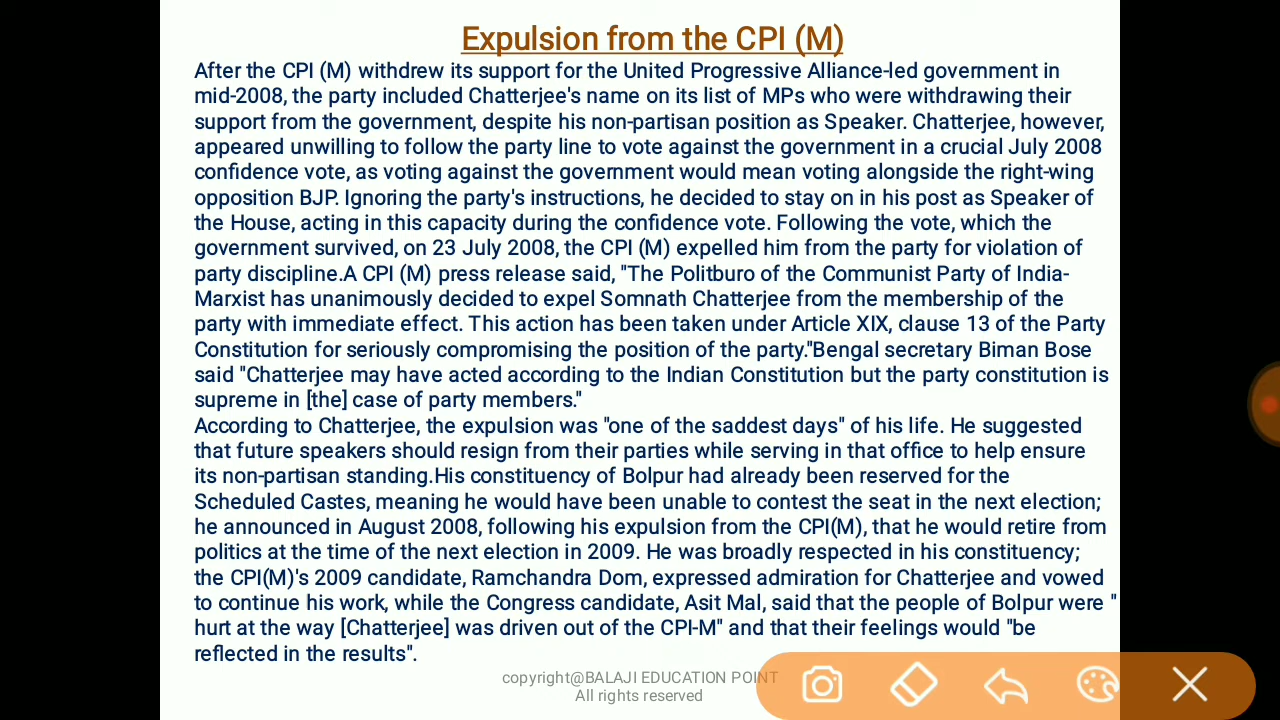 Expulsion from the CPI (M)
After the CPI (M) withdrew its support for the United Progressive Alliance-led government in
mid-2008, the party included Chatterjee's name on its list of MPs who were withdrawing their
support from the government, despite his non-partisan position as Speaker. Chatterjee, however,
appeared unwilling to follow the party line to vote against the government in a crucial July 2008
confidence vote, as voting against the government would mean voting alongside the right-wing
opposition BJP. Ignoring the party's instructions, he decided to stay on in his post as Speaker of
the House, acting in this capacity during the confidence vote. Following the vote, which the
government survived, on 23 July 2008, the CPI (M) expelled him from the party for violation of
party discipline.A CPI (M) press release said, "The Politburo of the Communist Party of India-
Marxist has unanimously decided to expel Somnath Chatterjee from the membership of the
party with immediate effect. This action has been taken under Article XIX, clause 13 of the Party
Constitution for seriously compromising the position of the party."Bengal secretary Biman Bose
said "Chatterjee may have acted according to the Indian Constitution but the party constitution is
supreme in [the] case of party members."
According to Chatterjee, the expulsion was "one of the saddest days" of his life. He suggested
that future speakers should resign from their parties while serving in that office to help ensure
its non-partisan standing.His constituency of Bolpur had already been reserved for the
Scheduled Castes, meaning he would have been unable to contest the seat in the next election;
he announced in August 2008, following his expulsion from the CPI(M), that he would retire from
politics at the time of the next election in 2009. He was broadly respected in his constituency;
the CPI(M)'s 2009 candidate, Ramchandra Dom, expressed admiration for Chatterjee and vowed
to continue his work, while the Congress candidate, Asit Mal, said that the people of Bolpur were "
hurt at the way [Chatterjee] was driven out of the CPI-M" and that their feelings would "be
reflected in the results".
copyright@BALAJI EDUCATION POINT
All rights reserved